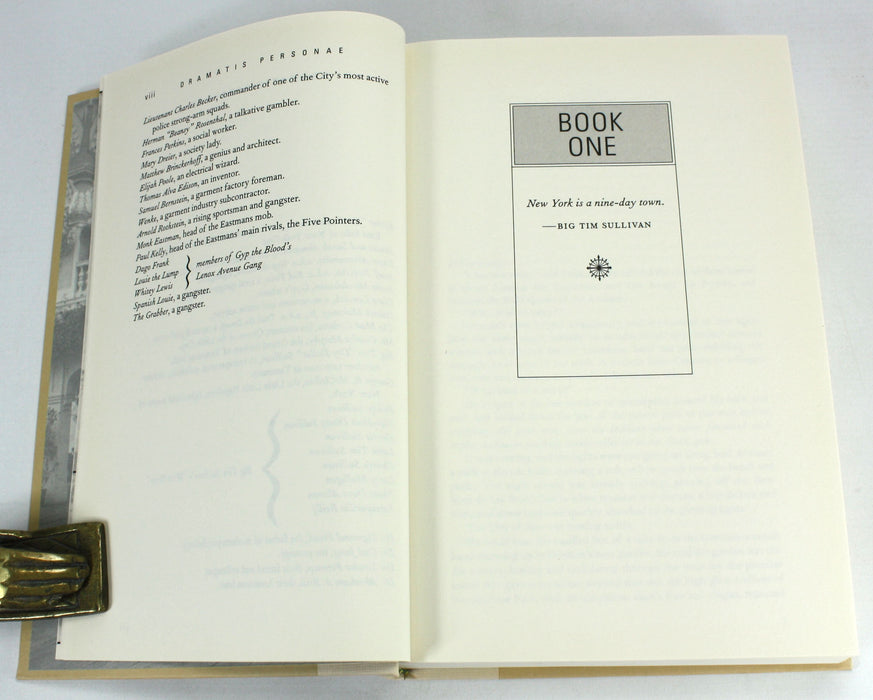 viii DRAMATIS PERSONAE
Lieutenant Charles Becker, commander of one of the City's most active
police strong-arm squads.
Herman "Beansy" Rosenthal, a talkative gambler.
Frances Perkins, a social worker.
Mary Dreier, a society lady.
Matthew Brinckerhoff, a genius and architect.
Elijah Poole, an electrical wizard.
Thomas Alva Edison, an inventor.
Samuel Bernstein, a garment factory foreman.
Wenke, a garment industry subcontractor.
Arnold Rothstein, a rising sportsman and gangster.
Monk Eastman, head of the Eastmans mob.
Paul Kelly, head of the Eastmans' main rivals, the Five Pointers.
Dago Frank
Louie the Lump
Whitey Lewis
members of Gyp the Blood's
Lenox Avenue Gang
Spanish Louie, a gangster.
The Grabber, a gangster.
BOOK
ONE
New York is a nine-day town.
—BIG TIM SULLIVAN